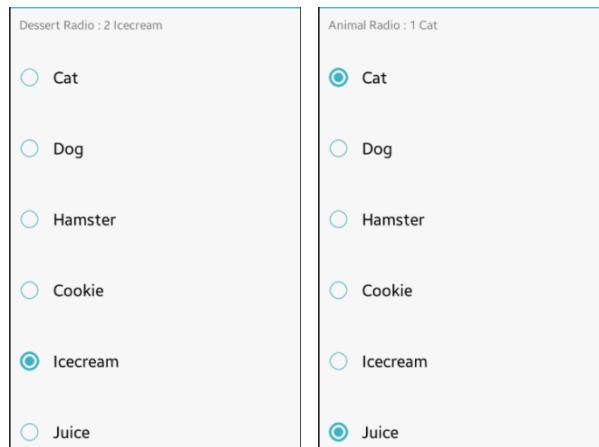 Dessert Radio : 2 Icecream
Cat
Dog
Hamster
Cookie
Icecream
Juice
Animal Radio : 1 Cat
Cat
Dog
Hamster
Cookie
Icecream
Juice